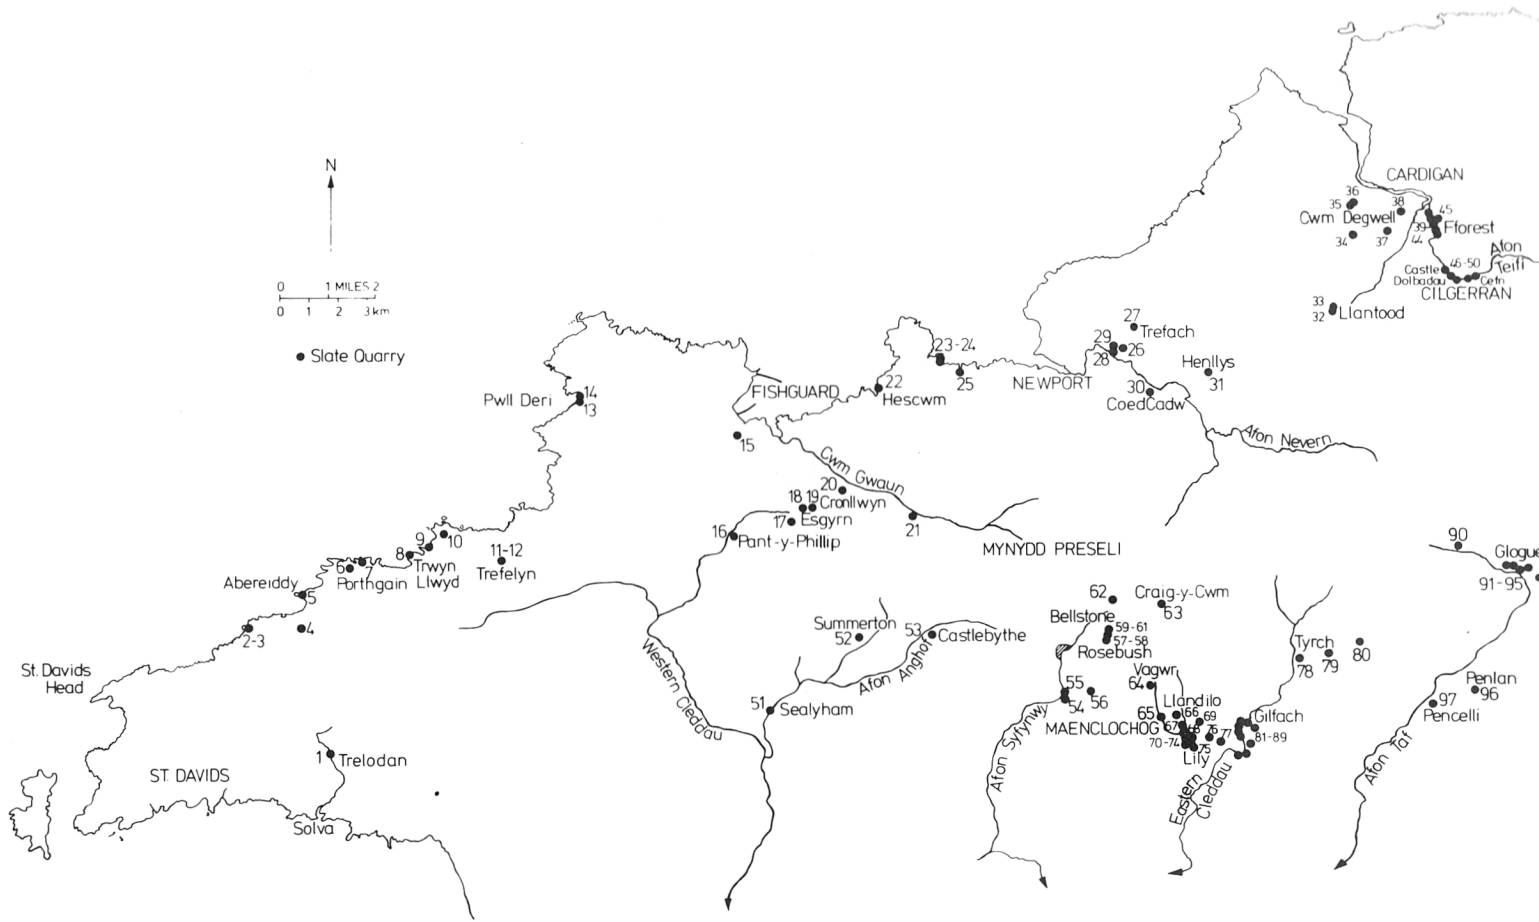 N
0 1 MILES 2
0 1 2 3km
Slate Quarry
CARDIGAN
36
35
38
45
Cwm Degwell
39
Fforest
34
37
44
Afon
Teifi
46-50
Castle
Dolbadau
Cefn
CILGERRAN
33
32
Llantood
27
Trefach
29
26
28
Henllys
31
30
CoedCadw
NEWPORT
23-24
25
22
Hescwm
FISHGUARD
Pwll Deri
14
13
15
Afon Nevern
Cwm Gwaun
20
Cronllwyn
18 19
17
Esgyrn
21
16
Pant-y-Phillip
MYNYDD PRESELI
10
9
8
Trwyn
Llwyd
11-12
Trefelyn
6
7
Porthgain
Abereiddy
5
2-3
4
St. Davids
Head
90
Glogue
91-95
62
Craig-y-Cwm
63
Bellstone
59-61
57-58
Rosebush
Summerton
52
53
Castlebythe
Afon Anghof
Western Cleddau
51
Sealyham
Tyrch
78
79
80
Vagwr
64
55
54
56
Penlan
96
97
Pencelli
Llandilo
65
66
69
MAENCLOCHOG
67
68
76
77
Gilfach
81-89
70-74
75
Lily
Afon Syfynwy
Eastern
Cleddau
Afon Taf
1
Trelodan
ST. DAVIDS
Solva